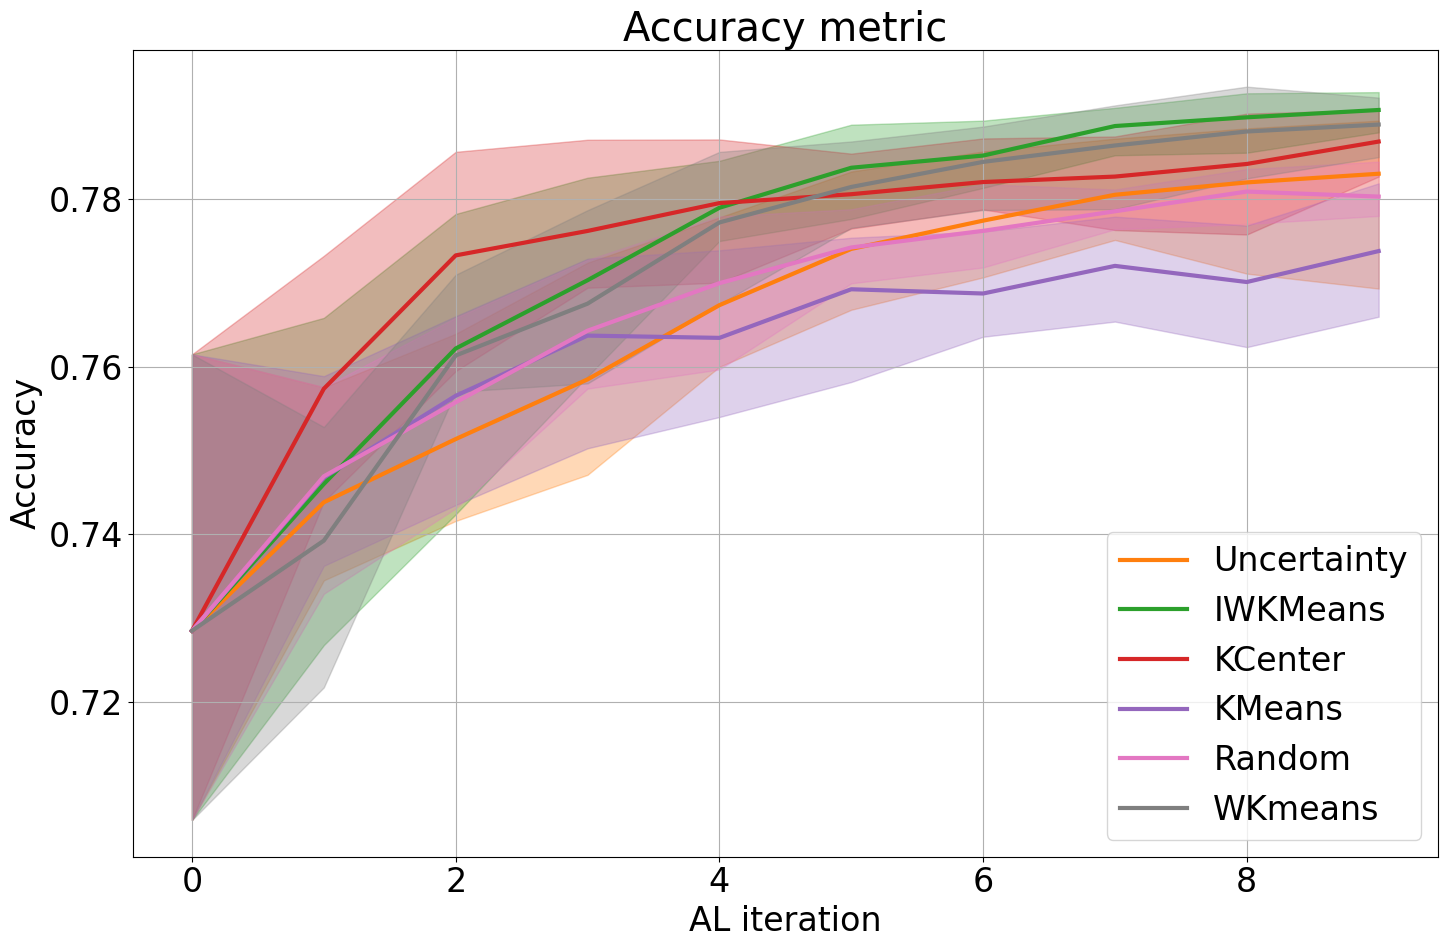 Accuracy metric
Accuracy
0.78
0.76
0.74
0.72
0
2
4
6
8
AL iteration
Uncertainty
IWKMeans
KCenter
KMeans
Random
WKmeans